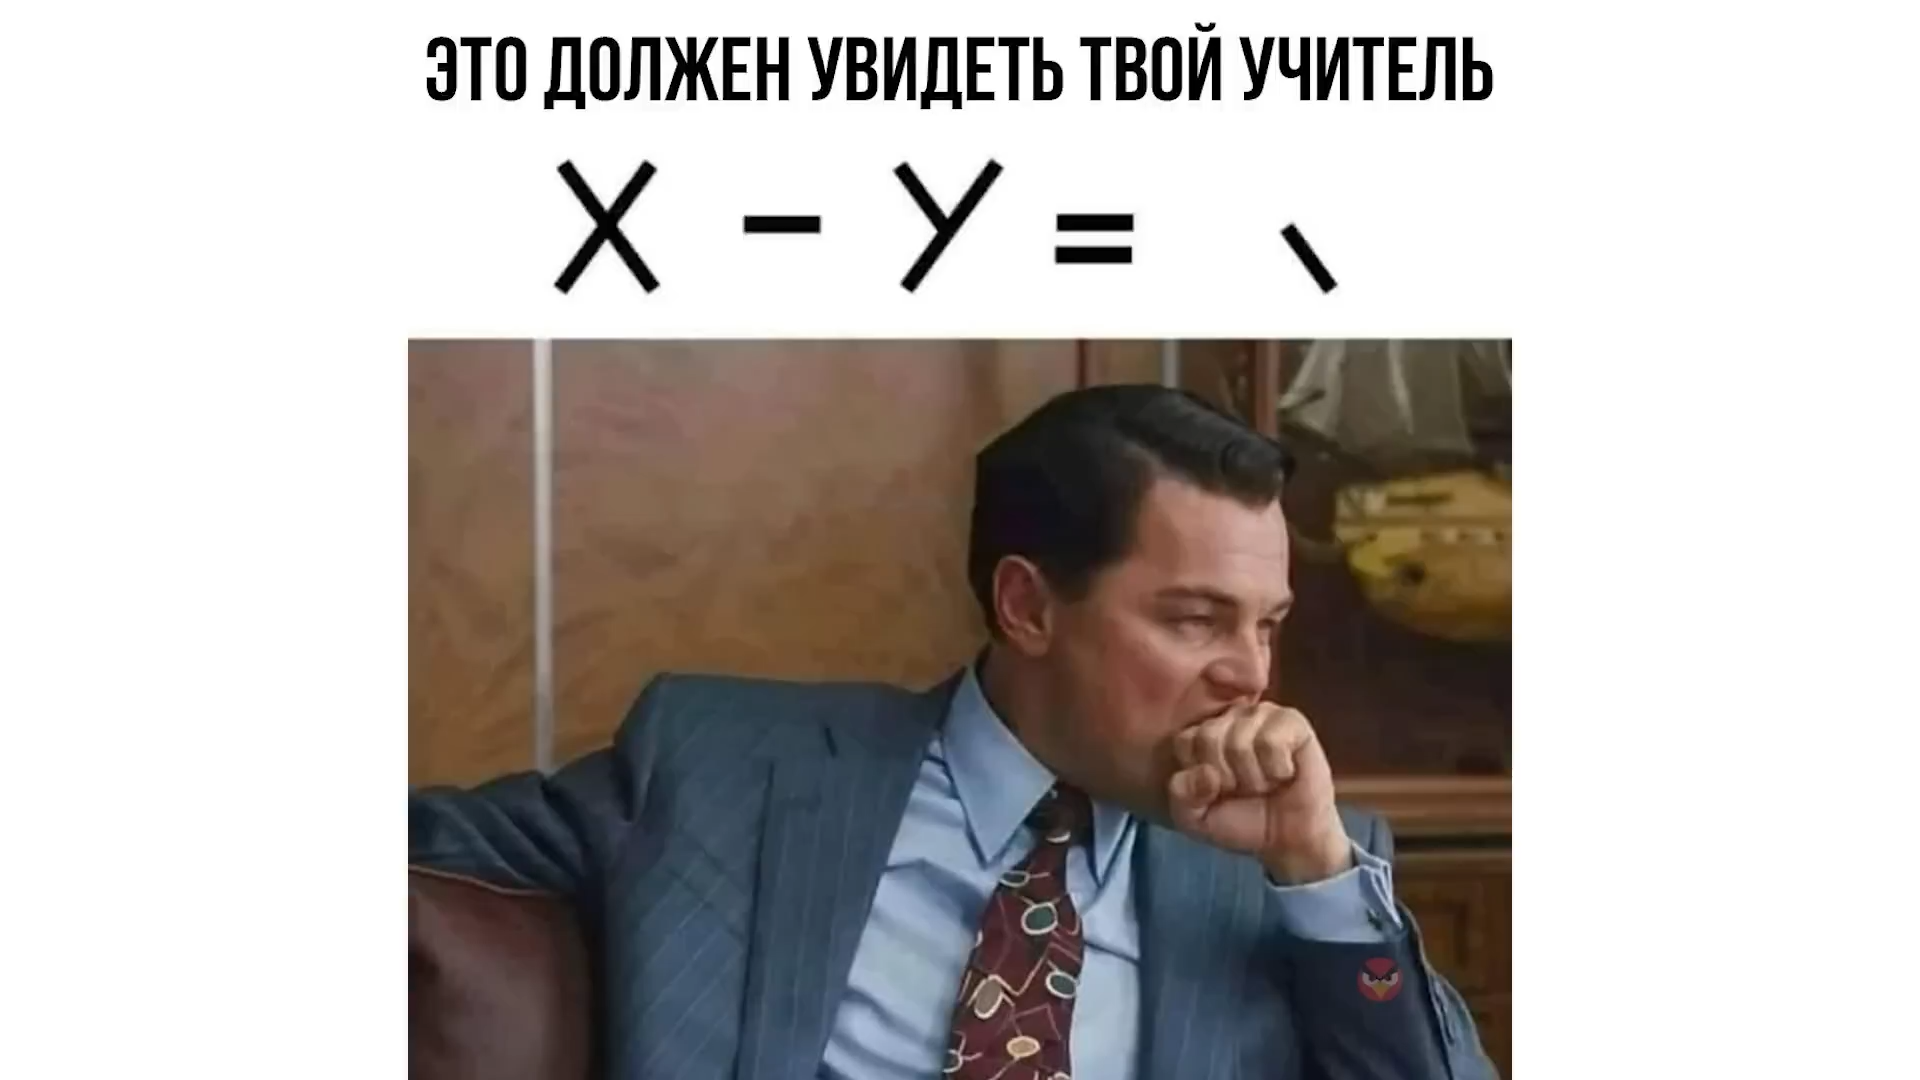 ЭТО ДОЛЖЕН УВИДЕТЬ ТВОЙ УЧИТЕЛЬ
X - Y = \